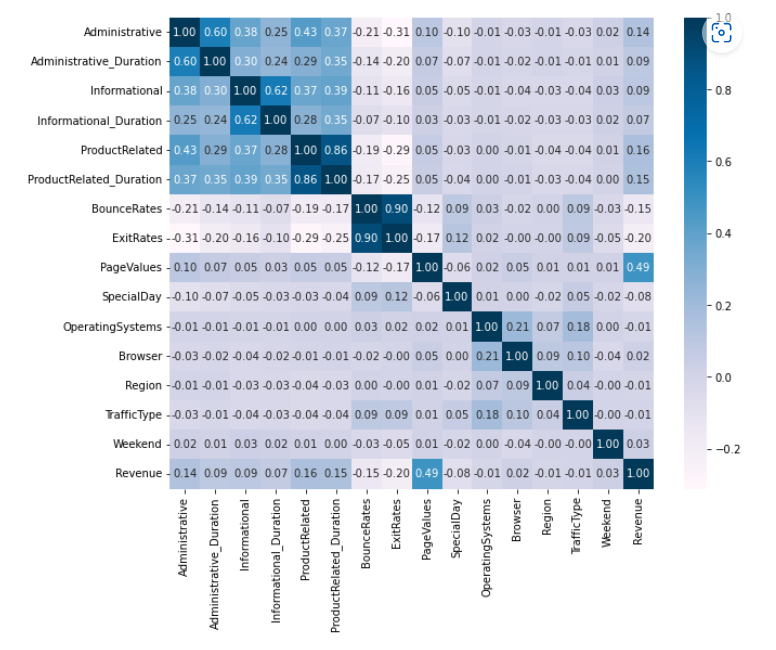 Administrative 1.00 0.60 0.38 0.25 0.43 0.37 -0.21 -0.31 0.10 -0.10 -0.01 -0.03 -0.01 -0.03 0.02 0.14
Administrative_Duration 0.60 1.00 0.30 0.24 0.29 0.35 -0.14 -0.20 0.07 -0.07 -0.01 -0.02 -0.01 -0.01 0.01 0.09
Informational 0.38 0.30 1.00 0.62 0.37 0.39 -0.11 -0.16 0.05 -0.05 -0.01 -0.04 -0.03 -0.04 0.03 0.09
Informational_Duration 0.25 0.24 0.62 1.00 0.28 0.35 -0.07 -0.10 0.03 -0.03 -0.01 -0.02 -0.03 -0.03 0.02 0.07
ProductRelated 0.43 0.29 0.37 0.28 1.00 0.86 -0.19 -0.29 0.05 -0.03 0.00 -0.01 -0.04 -0.04 0.01 0.16
ProductRelated_Duration 0.37 0.35 0.39 0.35 0.86 1.00 -0.17 -0.25 0.05 -0.04 0.00 -0.01 -0.03 -0.04 0.00 0.15
BounceRates -0.21 -0.14 -0.11 -0.07 -0.19 -0.17 1.00 0.90 -0.12 0.09 0.03 -0.02 0.00 0.09 -0.03 -0.15
ExitRates -0.31 -0.20 -0.16 -0.10 -0.29 -0.25 0.90 1.00 -0.17 0.12 0.02 -0.00 -0.00 0.09 -0.05 -0.20
PageValues 0.10 0.07 0.05 0.03 0.05 0.05 -0.12 -0.17 1.00 -0.06 0.02 0.05 0.01 0.01 0.01 0.49
SpecialDay -0.10 -0.07 -0.05 -0.03 -0.03 -0.04 0.09 0.12 -0.06 1.00 0.01 0.00 -0.02 0.05 -0.02 -0.08
OperatingSystems -0.01 -0.01 -0.01 -0.01 0.00 0.00 0.03 0.02 0.02 0.01 1.00 0.21 0.07 0.18 0.00 -0.01
Browser -0.03 -0.02 -0.04 -0.02 -0.01 -0.01 -0.02 -0.00 0.05 0.00 0.21 1.00 0.09 0.10 -0.04 0.02
Region -0.01 -0.01 -0.03 -0.03 -0.04 -0.03 0.00 -0.00 0.01 -0.02 0.07 0.09 1.00 0.04 -0.00 -0.01
TrafficType -0.03 -0.01 -0.04 -0.03 -0.04 -0.04 0.09 0.09 0.01 0.05 0.18 0.10 0.04 1.00 -0.00 -0.01
Weekend 0.02 0.01 0.03 0.02 0.01 0.00 -0.03 -0.05 0.01 -0.02 0.00 -0.04 -0.00 -0.00 1.00 0.03
Revenue 0.14 0.09 0.09 0.07 0.16 0.15 -0.15 -0.20 0.49 -0.08 -0.01 0.02 -0.01 -0.01 0.03 1.00
Administrative
Administrative_Duration
Informational
Informational_Duration
ProductRelated
ProductRelated_Duration
BounceRates
ExitRates
PageValues
SpecialDay
OperatingSystems
Browser
Region
TrafficType
Weekend
Revenue
1.0
0.8
0.6
0.4
0.2
0.0
−0.2